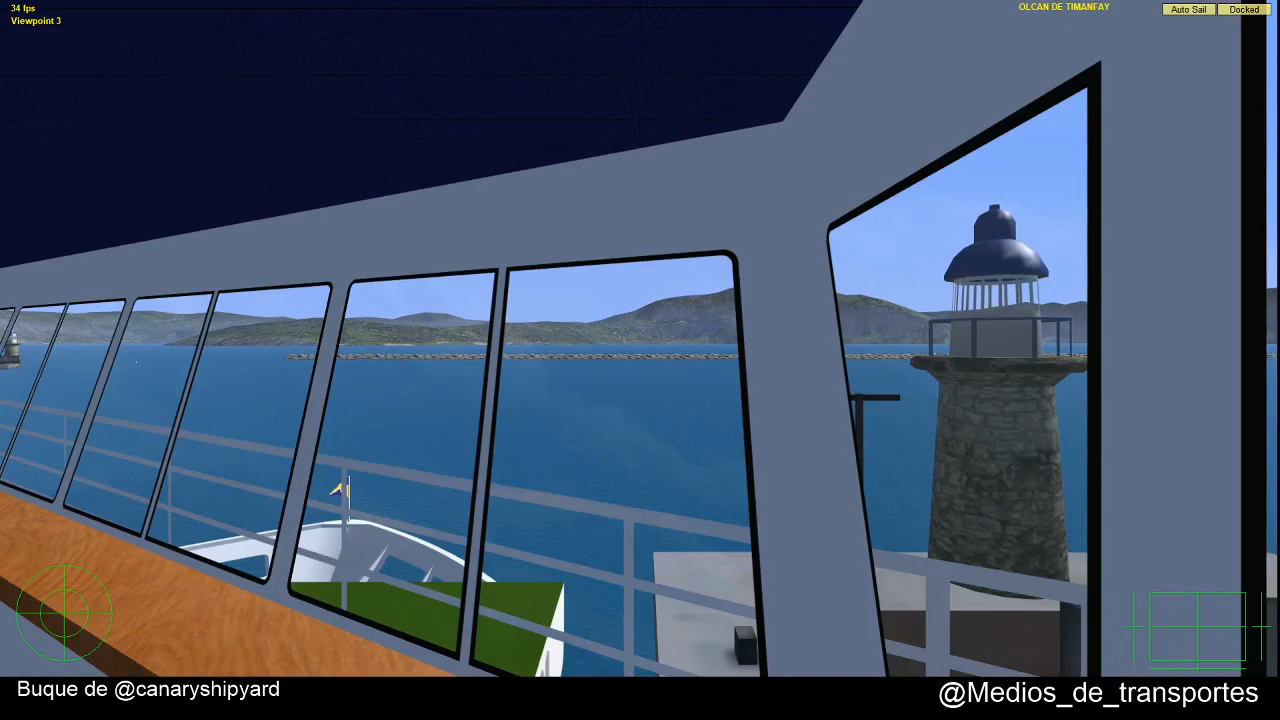 34 fps
Viewpoint 3
OLCAN DE TIMANFAY
Auto Sail
Docked
Buque de @canaryshipyard
@Medios_de_transportes